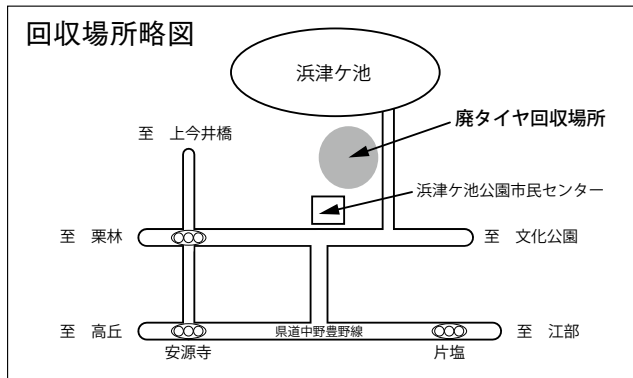 回収場所略図
浜津ケ池
廃タイヤ回収場所
至　上今井橋
浜津ケ池公園市民センター
至　栗林
至　文化公園
至　高丘
県道中野豊野線
至　江部
安源寺
片塩